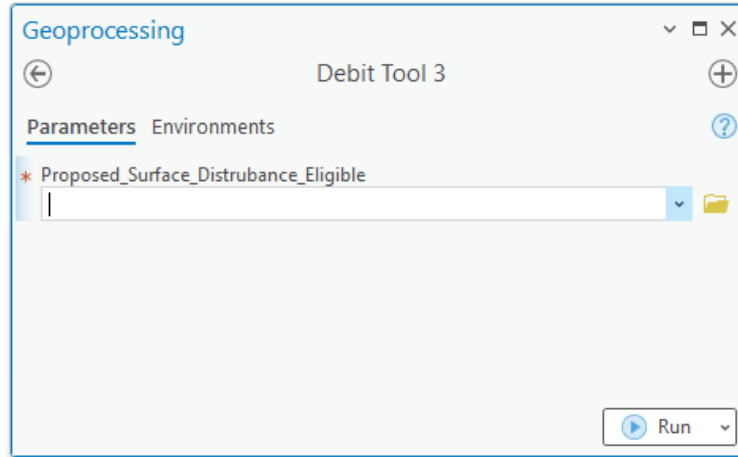 Geoprocessing
Debit Tool 3
Parameters Environments
* Proposed_Surface_Distrubance_Eligible
Run